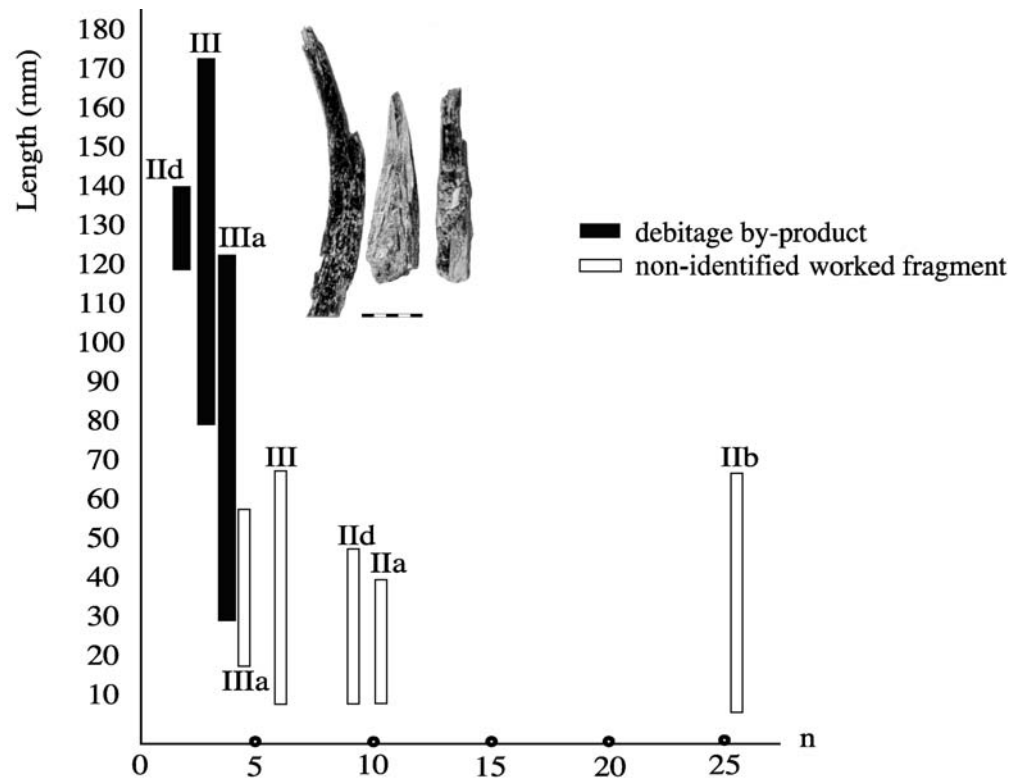 Length (mm)
180
170
160
150
140
130
120
110
100
90
80
70
60
50
40
30
20
10
III
IId
IIIa
debitage by-product
non-identified worked fragment
III
IIb
IId
IIa
IIIa
n
0 5 10 15 20 25